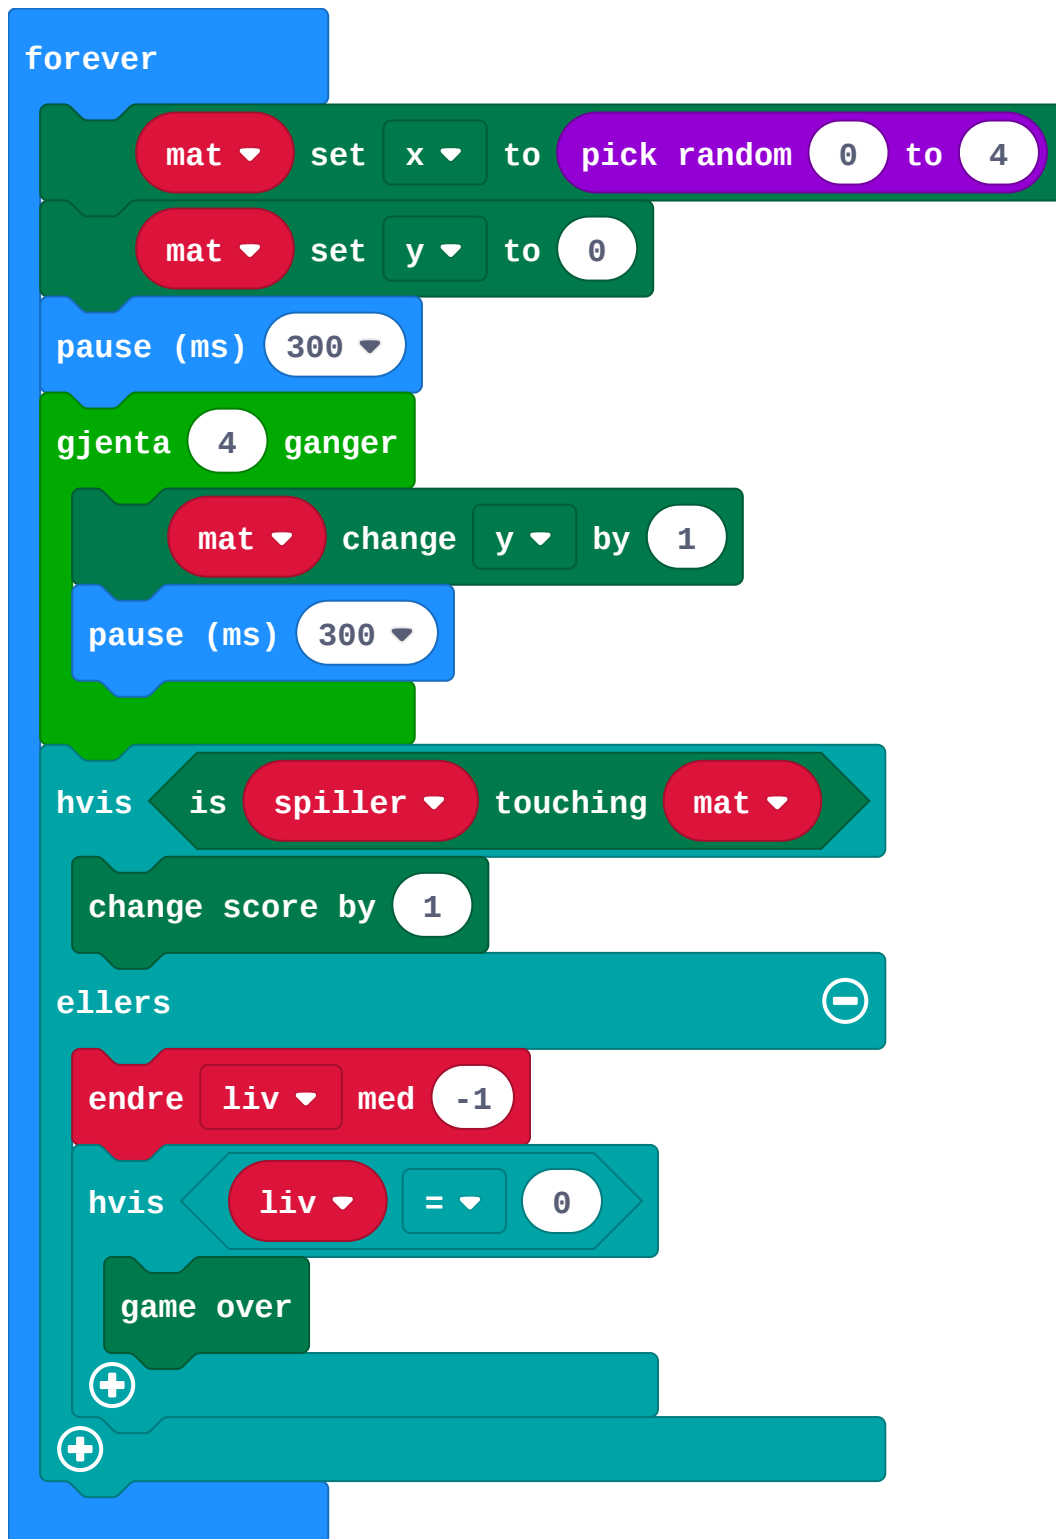 forever
mat set x to pick random 0 to 4
mat set y to 0
pause (ms) 300
gjenta 4 ganger
mat change y by 1
pause (ms) 300
hvis is spiller touching mat
change score by 1
ellers
endre liv med -1
hvis liv = 0
game over